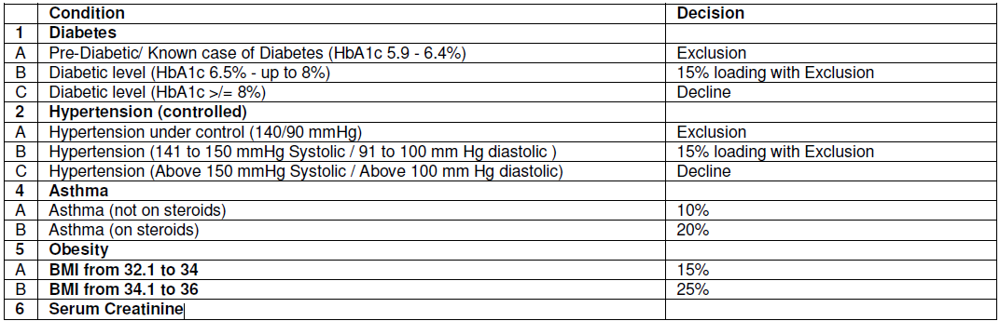 Condition Decision
1 Diabetes
A Pre-Diabetic/ Known case of Diabetes (HbA1c 5.9 - 6.4%) Exclusion
B Diabetic level (HbA1c 6.5% - up to 8%) 15% loading with Exclusion
C Diabetic level (HbA1c >/= 8%) Decline
2 Hypertension (controlled)
A Hypertension under control (140/90 mmHg) Exclusion
B Hypertension (141 to 150 mmHg Systolic / 91 to 100 mm Hg diastolic ) 15% loading with Exclusion
C Hypertension (Above 150 mmHg Systolic / Above 100 mm Hg diastolic) Decline
4 Asthma
A Asthma (not on steroids) 10%
B Asthma (on steroids) 20%
5 Obesity
A BMI from 32.1 to 34 15%
B BMI from 34.1 to 36 25%
6 Serum Creatinine